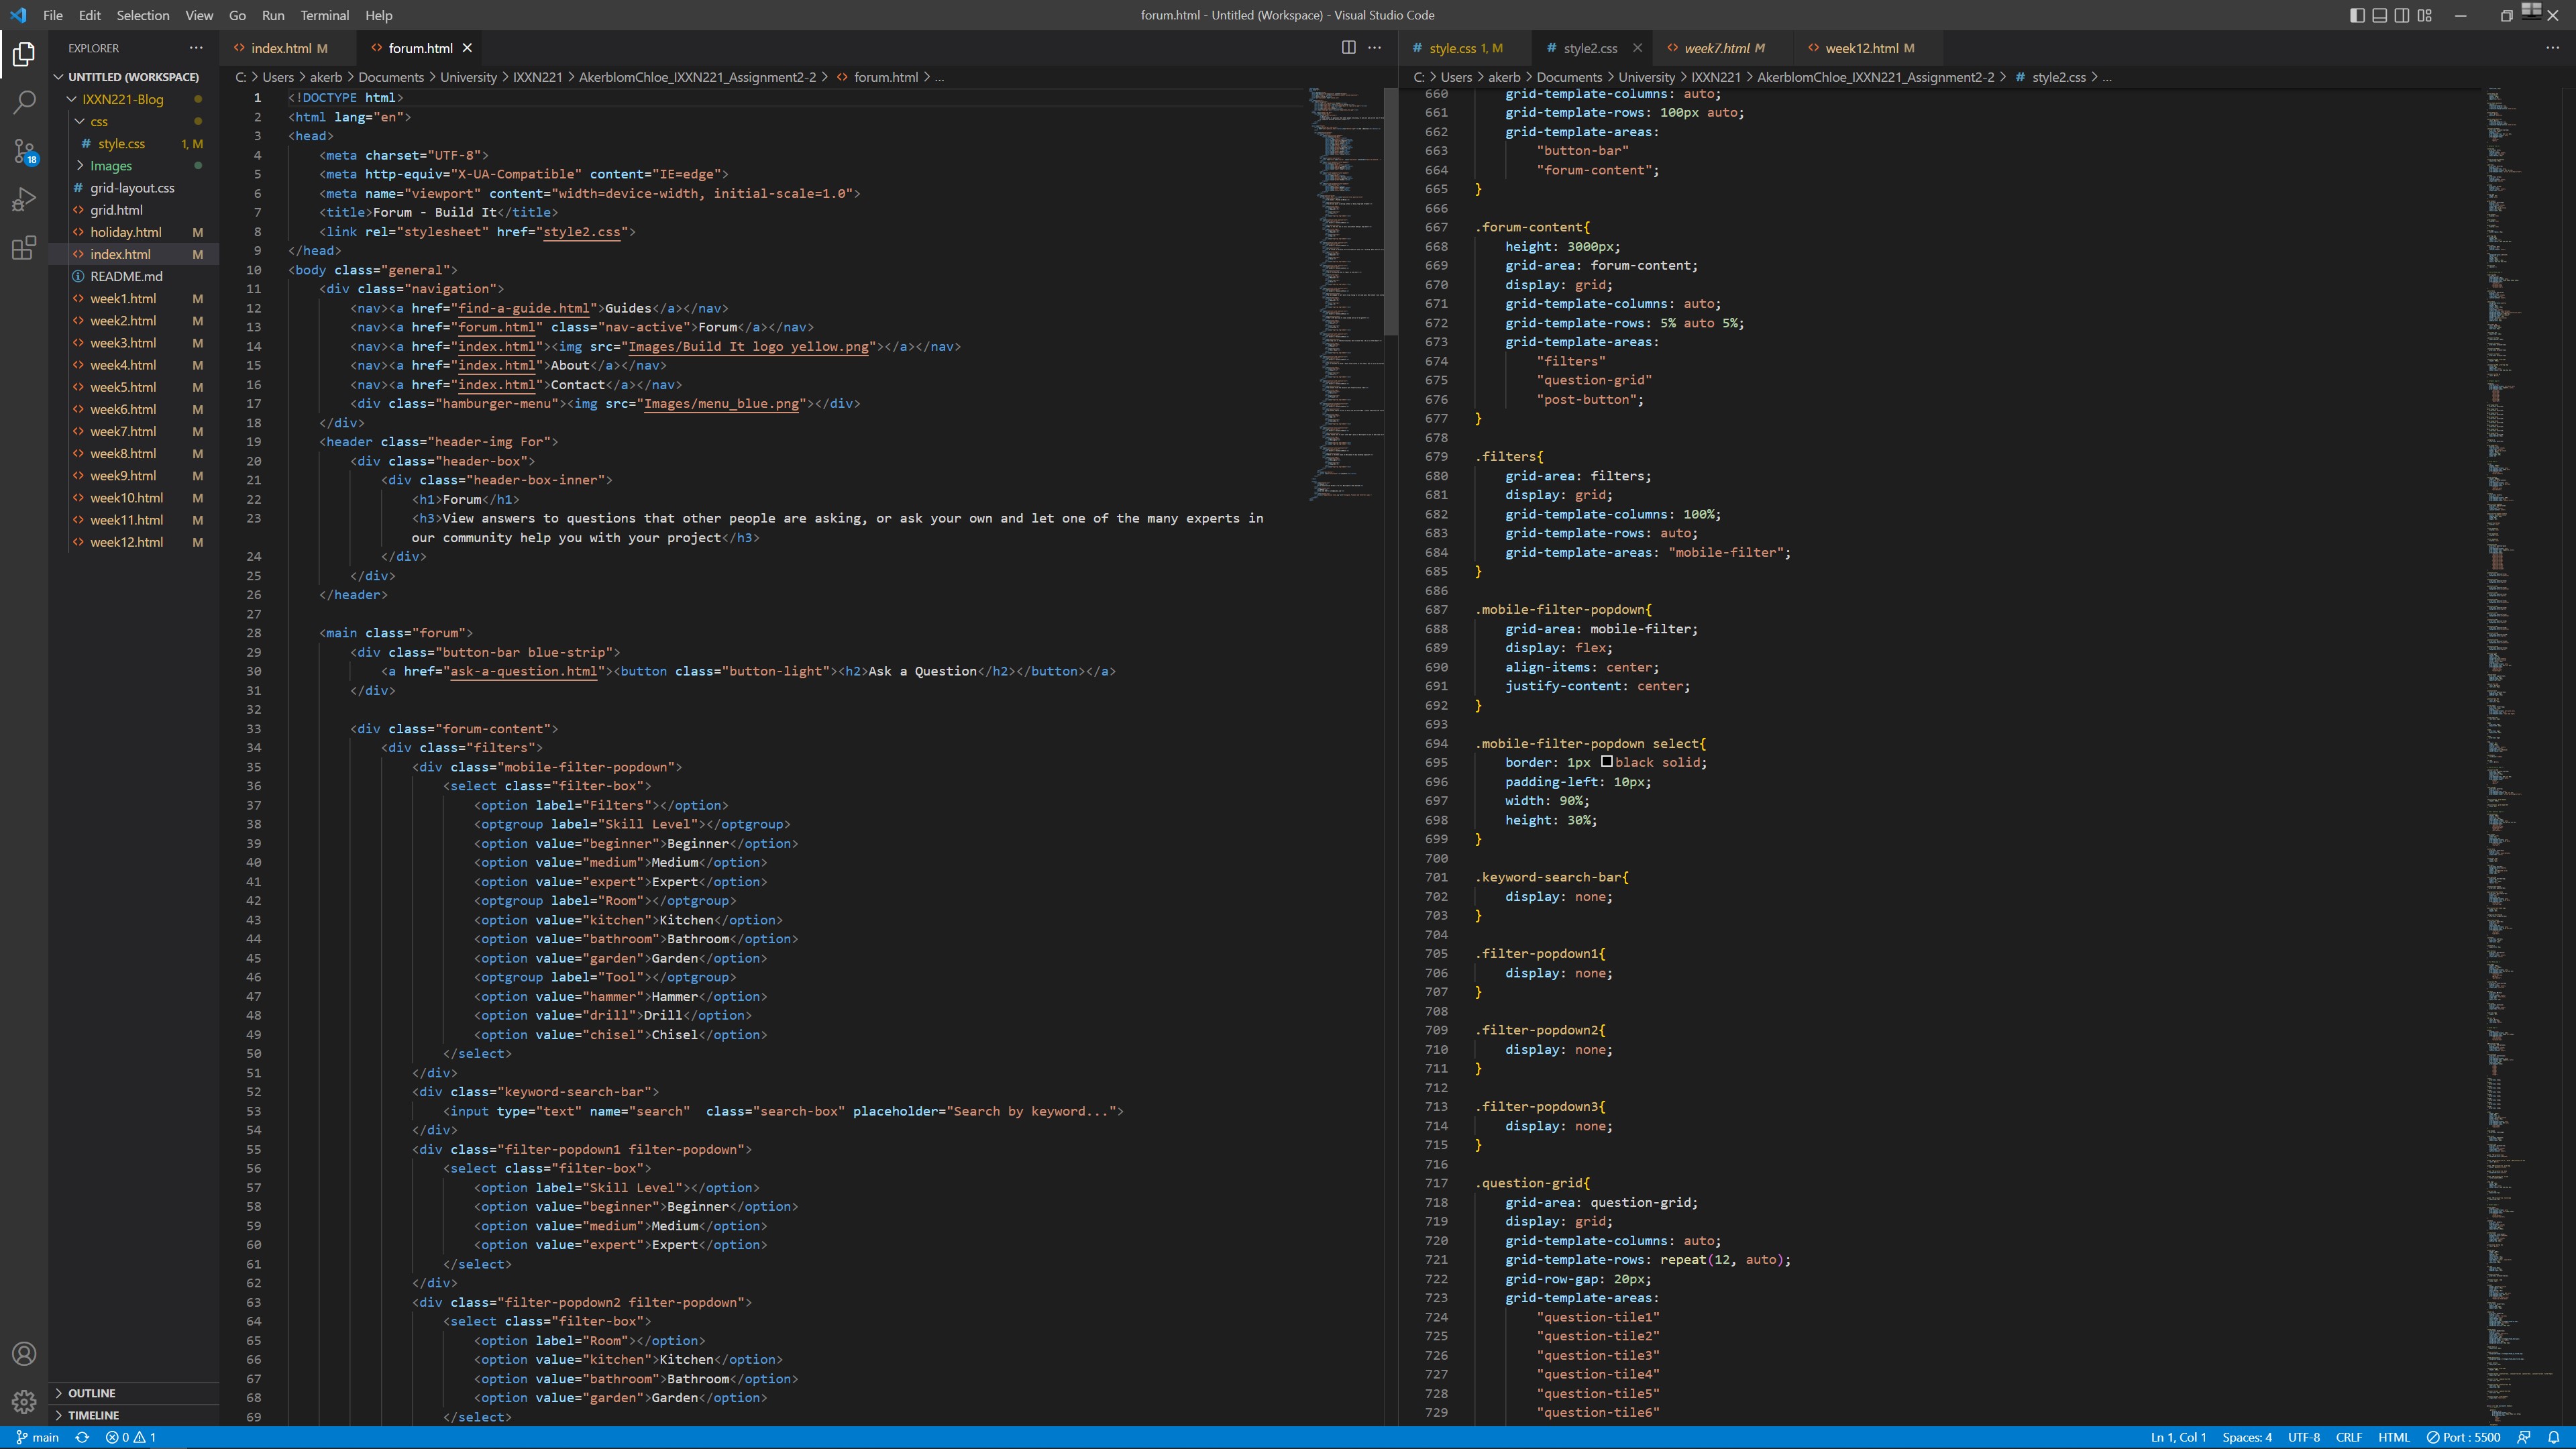 File Edit Selection View Go Run Terminal Help
forum.html - Untitled (Workspace) - Visual Studio Code
EXPLORER
UNTITLED (WORKSPACE)
IXXN221-Blog
css
style.css 1, M
Images
grid-layout.css
grid.html
holiday.html M
index.html M
README.md
week1.html M
week2.html M
week3.html M
week4.html M
week5.html M
week6.html M
week7.html M
week8.html M
week9.html M
week10.html M
week11.html M
week12.html M
OUTLINE
TIMELINE
18
index.html M forum.html
C: > Users > akerb > Documents > University > IXXN221 > AkerblomChloe_IXXN221_Assignment2-2 > forum.html > ...
1 <!DOCTYPE html>
2 <html lang="en">
3 <head>
4 <meta charset="UTF-8">
5 <meta http-equiv="X-UA-Compatible" content="IE=edge">
6 <meta name="viewport" content="width=device-width, initial-scale=1.0">
7 <title>Forum - Build It</title>
8 <link rel="stylesheet" href="style2.css">
9 </head>
10 <body class="general">
11 <div class="navigation">
12 <nav><a href="find-a-guide.html">Guides</a></nav>
13 <nav><a href="forum.html" class="nav-active">Forum</a></nav>
14 <nav><a href="index.html"><img src="Images/Build It logo yellow.png"></a></nav>
15 <nav><a href="index.html">About</a></nav>
16 <nav><a href="index.html">Contact</a></nav>
17 <div class="hamburger-menu"><img src="Images/menu_blue.png"></div>
18 </div>
19 <header class="header-img For">
20 <div class="header-box">
21 <div class="header-box-inner">
22 <h1>Forum</h1>
23 <h3>View answers to questions that other people are asking, or ask your own and let one of the many experts in
our community help you with your project</h3>
24 </div>
25 </div>
26 </header>
27
28 <main class="forum">
29 <div class="button-bar blue-strip">
30 <a href="ask-a-question.html"><button class="button-light"><h2>Ask a Question</h2></button></a>
31 </div>
32
33 <div class="forum-content">
34 <div class="filters">
35 <div class="mobile-filter-popdown">
36 <select class="filter-box">
37 <option label="Filters"></option>
38 <optgroup label="Skill Level"></optgroup>
39 <option value="beginner">Beginner</option>
40 <option value="medium">Medium</option>
41 <option value="expert">Expert</option>
42 <optgroup label="Room"></optgroup>
43 <option value="kitchen">Kitchen</option>
44 <option value="bathroom">Bathroom</option>
45 <option value="garden">Garden</option>
46 <optgroup label="Tool"></optgroup>
47 <option value="hammer">Hammer</option>
48 <option value="drill">Drill</option>
49 <option value="chisel">Chisel</option>
50 </select>
51 </div>
52 <div class="keyword-search-bar">
53 <input type="text" name="search"  class="search-box" placeholder="Search by keyword...">
54 </div>
55 <div class="filter-popdown1 filter-popdown">
56 <select class="filter-box">
57 <option label="Skill Level"></option>
58 <option value="beginner">Beginner</option>
59 <option value="medium">Medium</option>
60 <option value="expert">Expert</option>
61 </select>
62 </div>
63 <div class="filter-popdown2 filter-popdown">
64 <select class="filter-box">
65 <option label="Room"></option>
66 <option value="kitchen">Kitchen</option>
67 <option value="bathroom">Bathroom</option>
68 <option value="garden">Garden</option>
69 </select>
style.css 1, M style2.css week7.html M week12.html M
C: > Users > akerb > Documents > University > IXXN221 > AkerblomChloe_IXXN221_Assignment2-2 > style2.css > ...
660 grid-template-columns: auto;
661 grid-template-rows: 100px auto;
662 grid-template-areas:
663 "button-bar"
664 "forum-content";
665 }
666
667 .forum-content{
668 height: 3000px;
669 grid-area: forum-content;
670 display: grid;
671 grid-template-columns: auto;
672 grid-template-rows: 5% auto 5%;
673 grid-template-areas:
674 "filters"
675 "question-grid"
676 "post-button";
677 }
678
679 .filters{
680 grid-area: filters;
681 display: grid;
682 grid-template-columns: 100%;
683 grid-template-rows: auto;
684 grid-template-areas: "mobile-filter";
685 }
686
687 .mobile-filter-popdown{
688 grid-area: mobile-filter;
689 display: flex;
690 align-items: center;
691 justify-content: center;
692 }
693
694 .mobile-filter-popdown select{
695 border: 1px black solid;
696 padding-left: 10px;
697 width: 90%;
698 height: 30%;
699 }
700
701 .keyword-search-bar{
702 display: none;
703 }
704
705 .filter-popdown1{
706 display: none;
707 }
708
709 .filter-popdown2{
710 display: none;
711 }
712
713 .filter-popdown3{
714 display: none;
715 }
716
717 .question-grid{
718 grid-area: question-grid;
719 display: grid;
720 grid-template-columns: auto;
721 grid-template-rows: repeat(12, auto);
722 grid-row-gap: 20px;
723 grid-template-areas:
724 "question-tile1"
725 "question-tile2"
726 "question-tile3"
727 "question-tile4"
728 "question-tile5"
729 "question-tile6"
main 0 1
Ln 1, Col 1 Spaces: 4 UTF-8 CRLF HTML Port : 5500